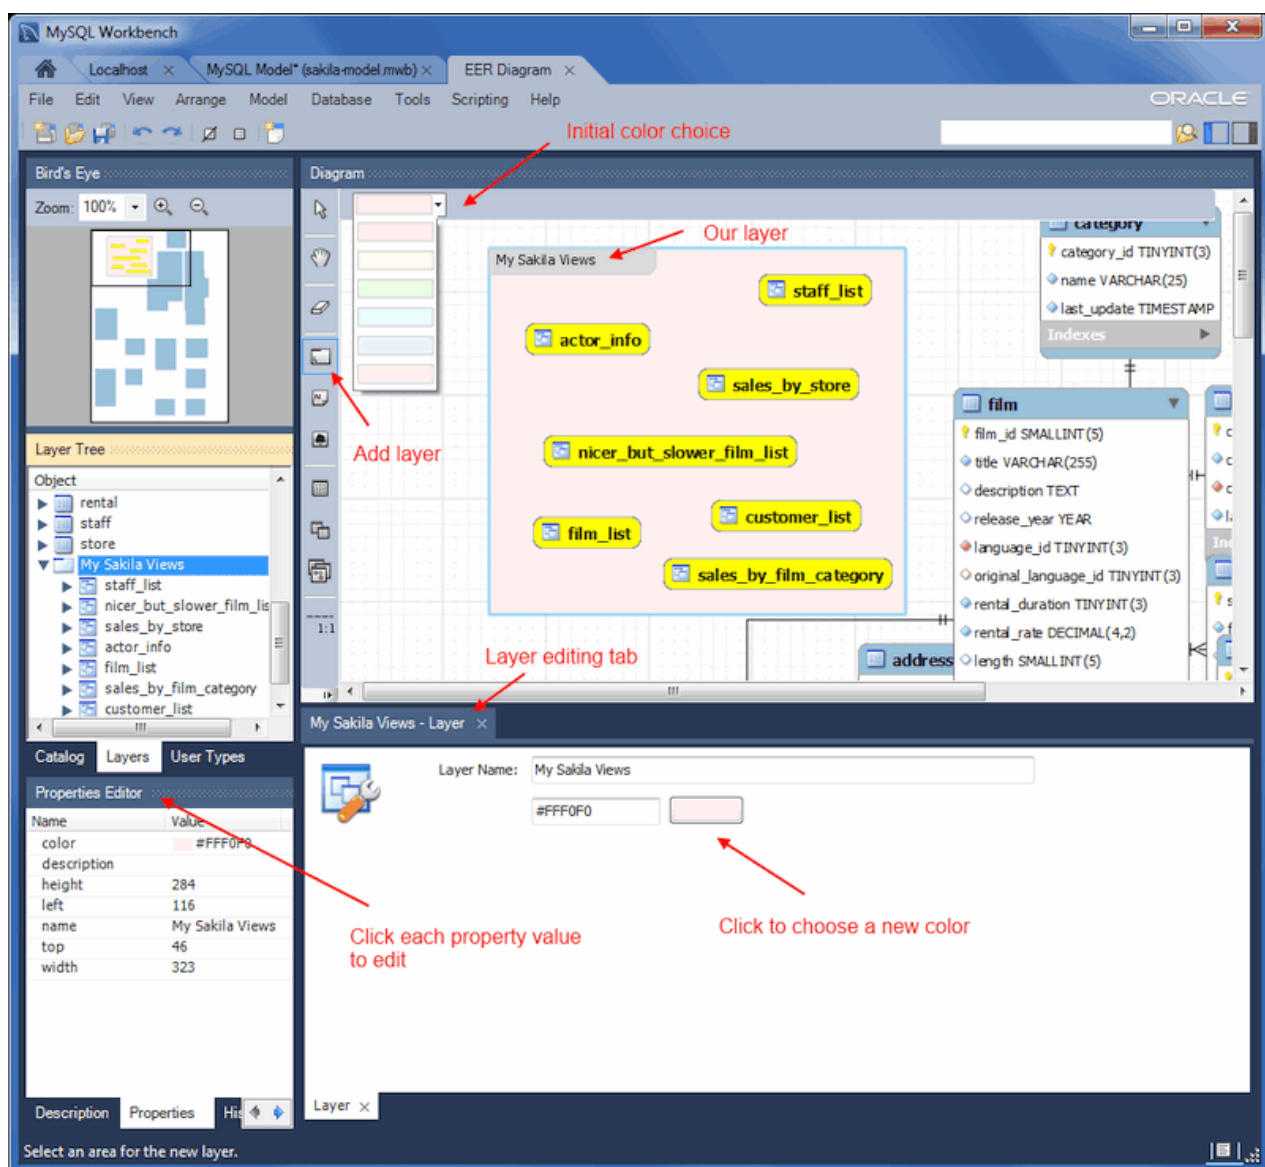 MySQL Workbench
Localhost
MySQL Model* (sakila-model.mwb)
EER Diagram
File Edit View Arrange Model Database Tools Scripting Help
ORACLE
Initial color choice
Bird's Eye
Zoom: 100%
Diagram
Our layer
My Sakila Views
staff_list
actor_info
sales_by_store
nicer_but_slower_film_list
customer_list
film_list
sales_by_film_category
category
category_id TINYINT(3)
name VARCHAR(25)
last_update TIMESTAMP
Indexes
film
film_id SMALLINT(5)
title VARCHAR(255)
description TEXT
release_year YEAR
language_id TINYINT(3)
original_language_id TINYINT(3)
rental_duration TINYINT(3)
rental_rate DECIMAL(4,2)
length SMALLINT(5)
address
Add layer
1:1
Layer editing tab
Layer Tree
Object
rental
staff
store
My Sakila Views
staff_list
nicer_but_slower_film_lis
sales_by_store
actor_info
film_list
sales_by_film_category
customer_list
Catalog Layers User Types
Properties Editor
Name Value
color #FFF0F0
description
height 284
left 116
name My Sakila Views
top 46
width 323
Description Properties His
My Sakila Views - Layer
Layer Name: My Sakila Views
#FFF0F0
Click each property value
to edit
Click to choose a new color
Layer
Select an area for the new layer.